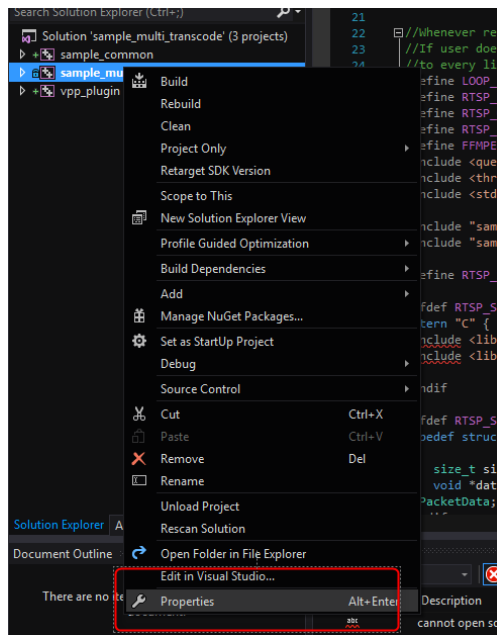 Search Solution Explorer (Ctrl+;)
Solution 'sample_multi_transcode' (3 projects)
sample_common
sample_mu
vpp_plugin
Build
Rebuild
Clean
Project Only
Retarget SDK Version
Scope to This
New Solution Explorer View
Profile Guided Optimization
Build Dependencies
Add
Manage NuGet Packages...
Set as StartUp Project
Debug
Source Control
Cut Ctrl+X
Paste Ctrl+V
Remove Del
Rename
Unload Project
Rescan Solution
Open Folder in File Explorer
Edit in Visual Studio...
Properties Alt+Enter
21
22 //Whenever re
23 //If user doe
24 //to every li
efine LOOP_
efine RTSP_
efine RTSP_
efine RTSP_
efine FFMPE
nclude <que
nclude <thr
nclude <std
nclude "sam
nclude "sam
efine RTSP_
fdef RTSP_S
tern "C" {
nclude <lib
nclude <lib
ndif
fdef RTSP_S
pedef struc
size_t si
void *dat
PacketData;
Solution Explorer A
Document Outline
There are no ite
Description
abc
cannot open so